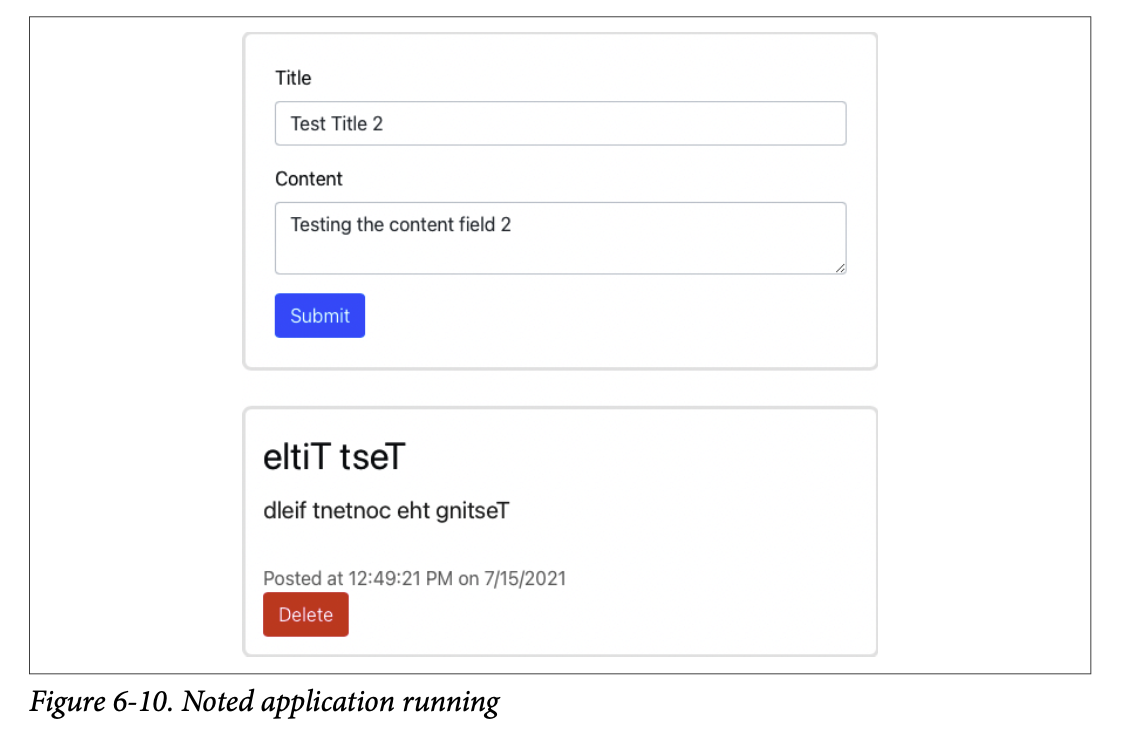 Title
Test Title 2
Content
Testing the content field 2
Submit
eltiT tseT
dleif tnetnoc eht gnitseT
Posted at 12:49:21 PM on 7/15/2021
Delete
Figure 6-10. Noted application running